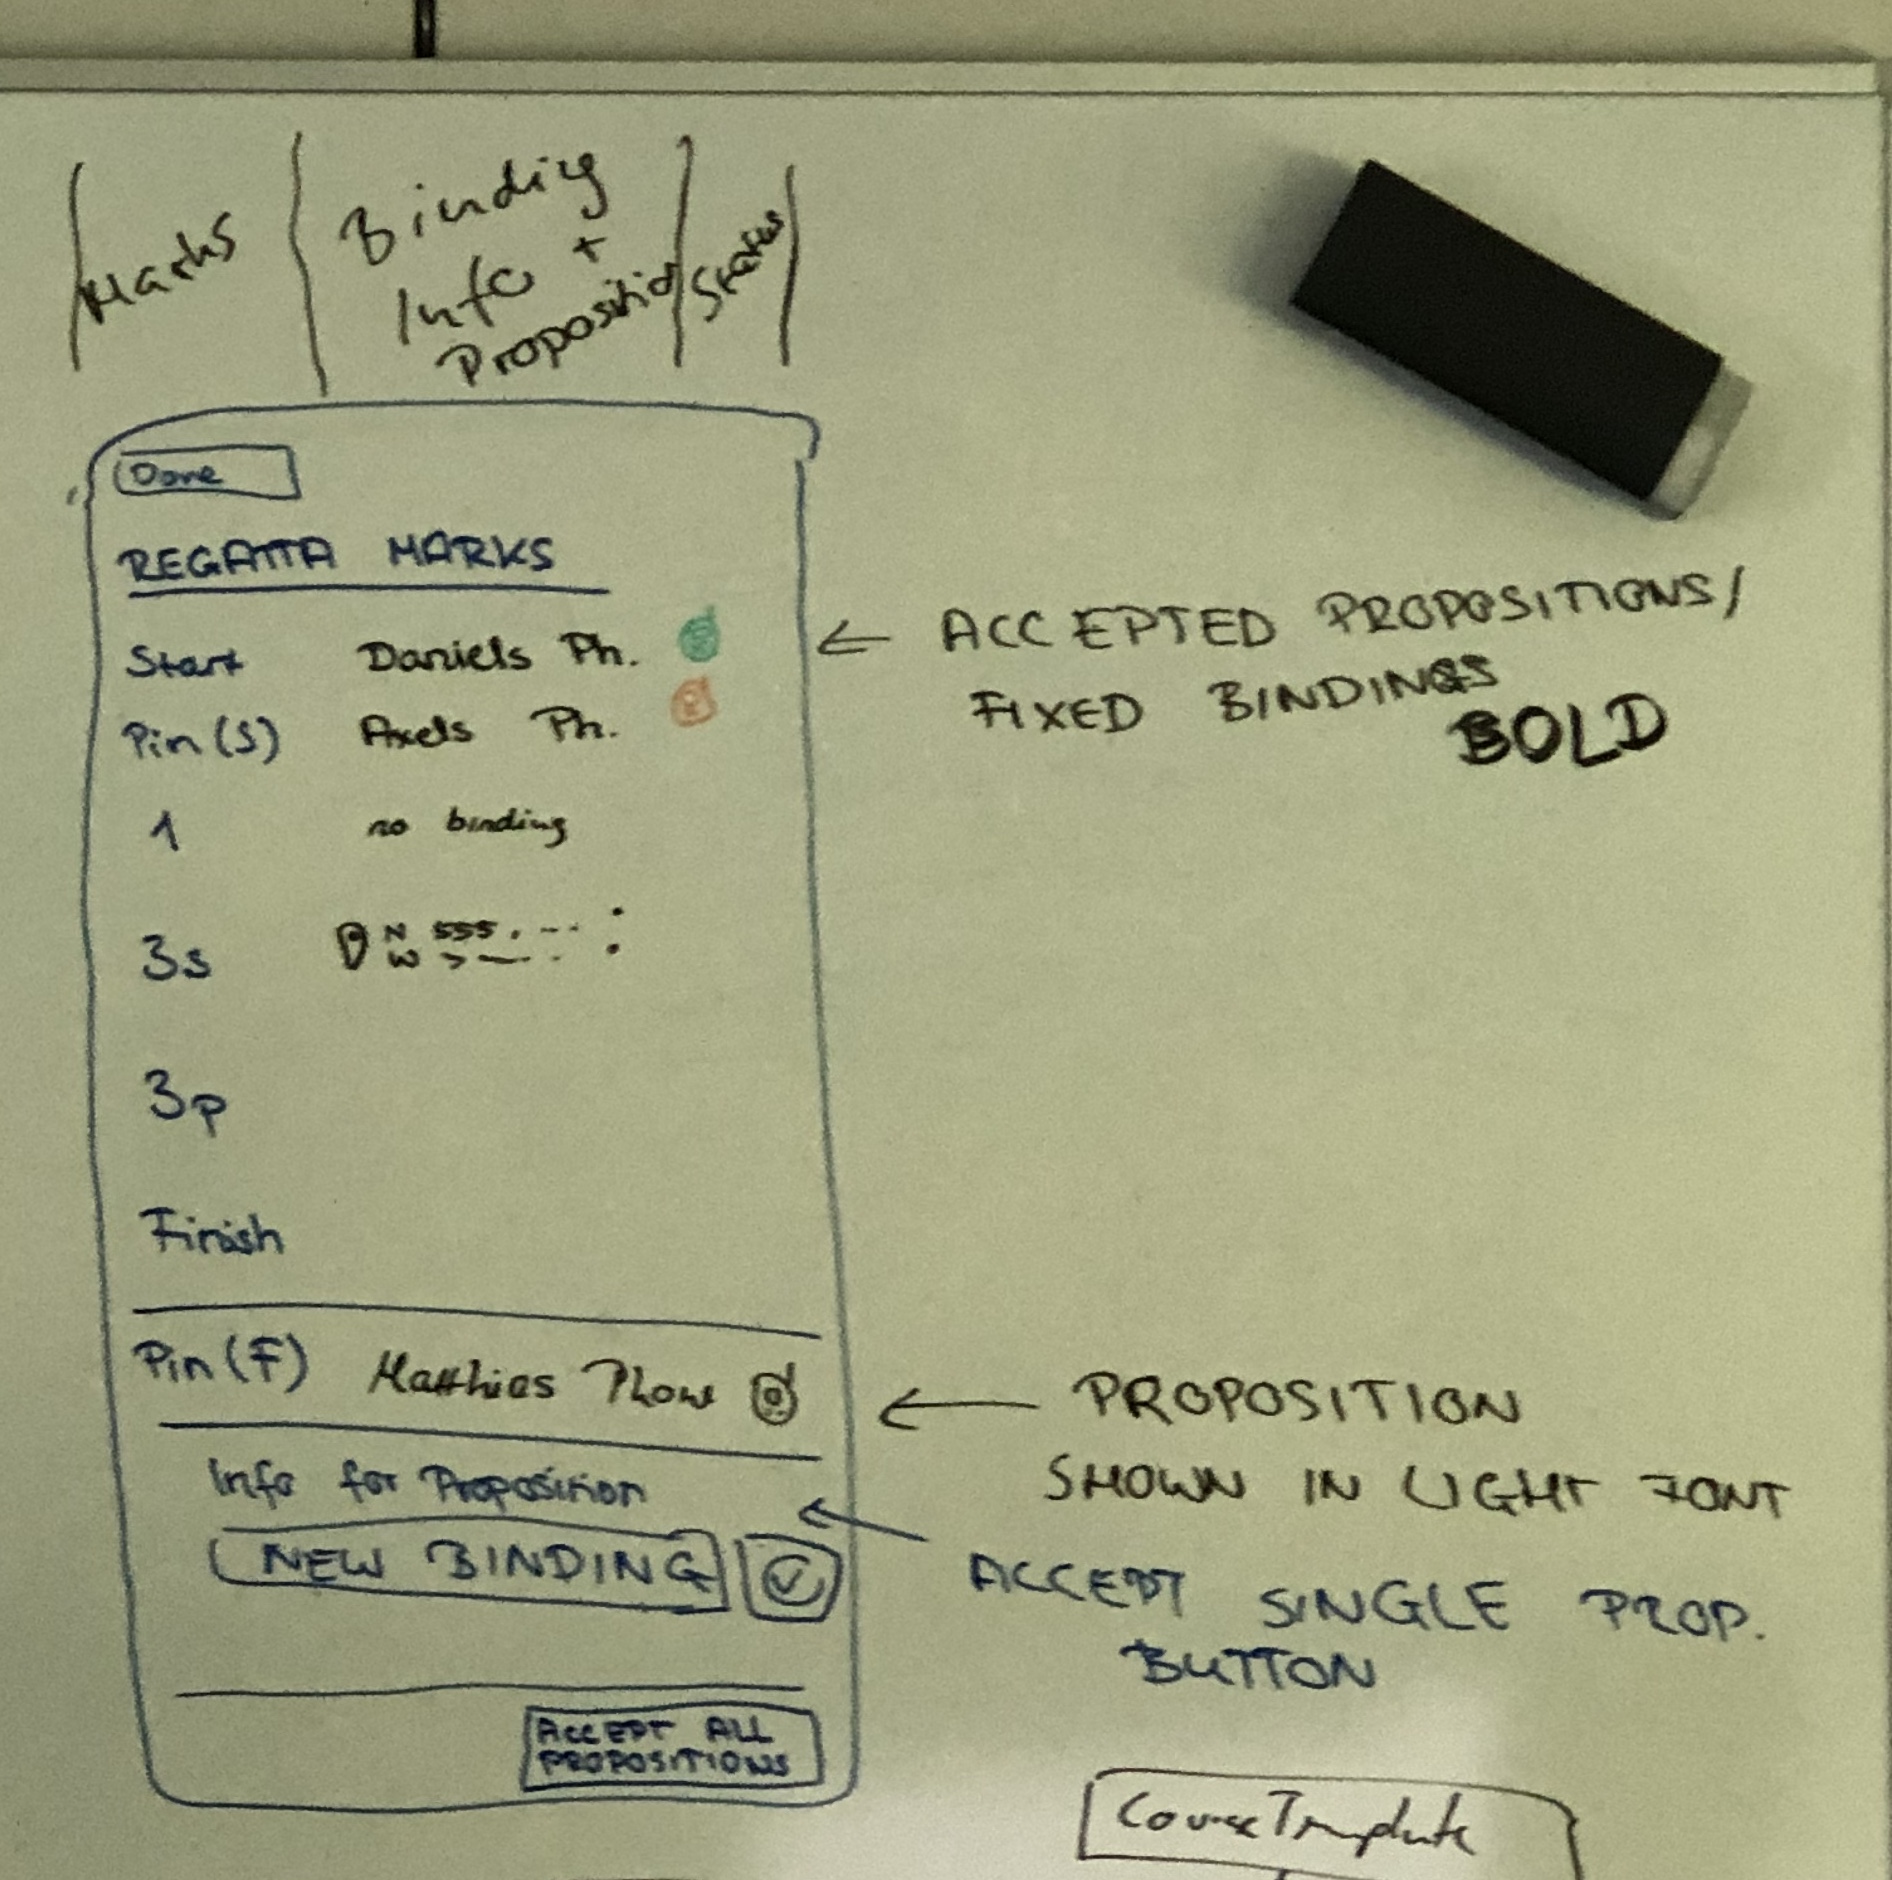 Marks
Binding
Info +
Proposition
Status
Done
REGATTA MARKS
Start Daniels Ph.
Pin (S) Axels Ph.
1 no binding
3s N 555. --- :
W
3p
Finish
Pin (F) Matthias Phone
Info for Proposition
NEW BINDING
ACCEPT ALL
PROPOSITIONS
← ACCEPTED PROPOSITIONS/
FIXED BINDINGS
BOLD
← PROPOSITION
SHOWN IN LIGHT FONT
ACCEPT SINGLE PROP.
BUTTON
CourseTemplate